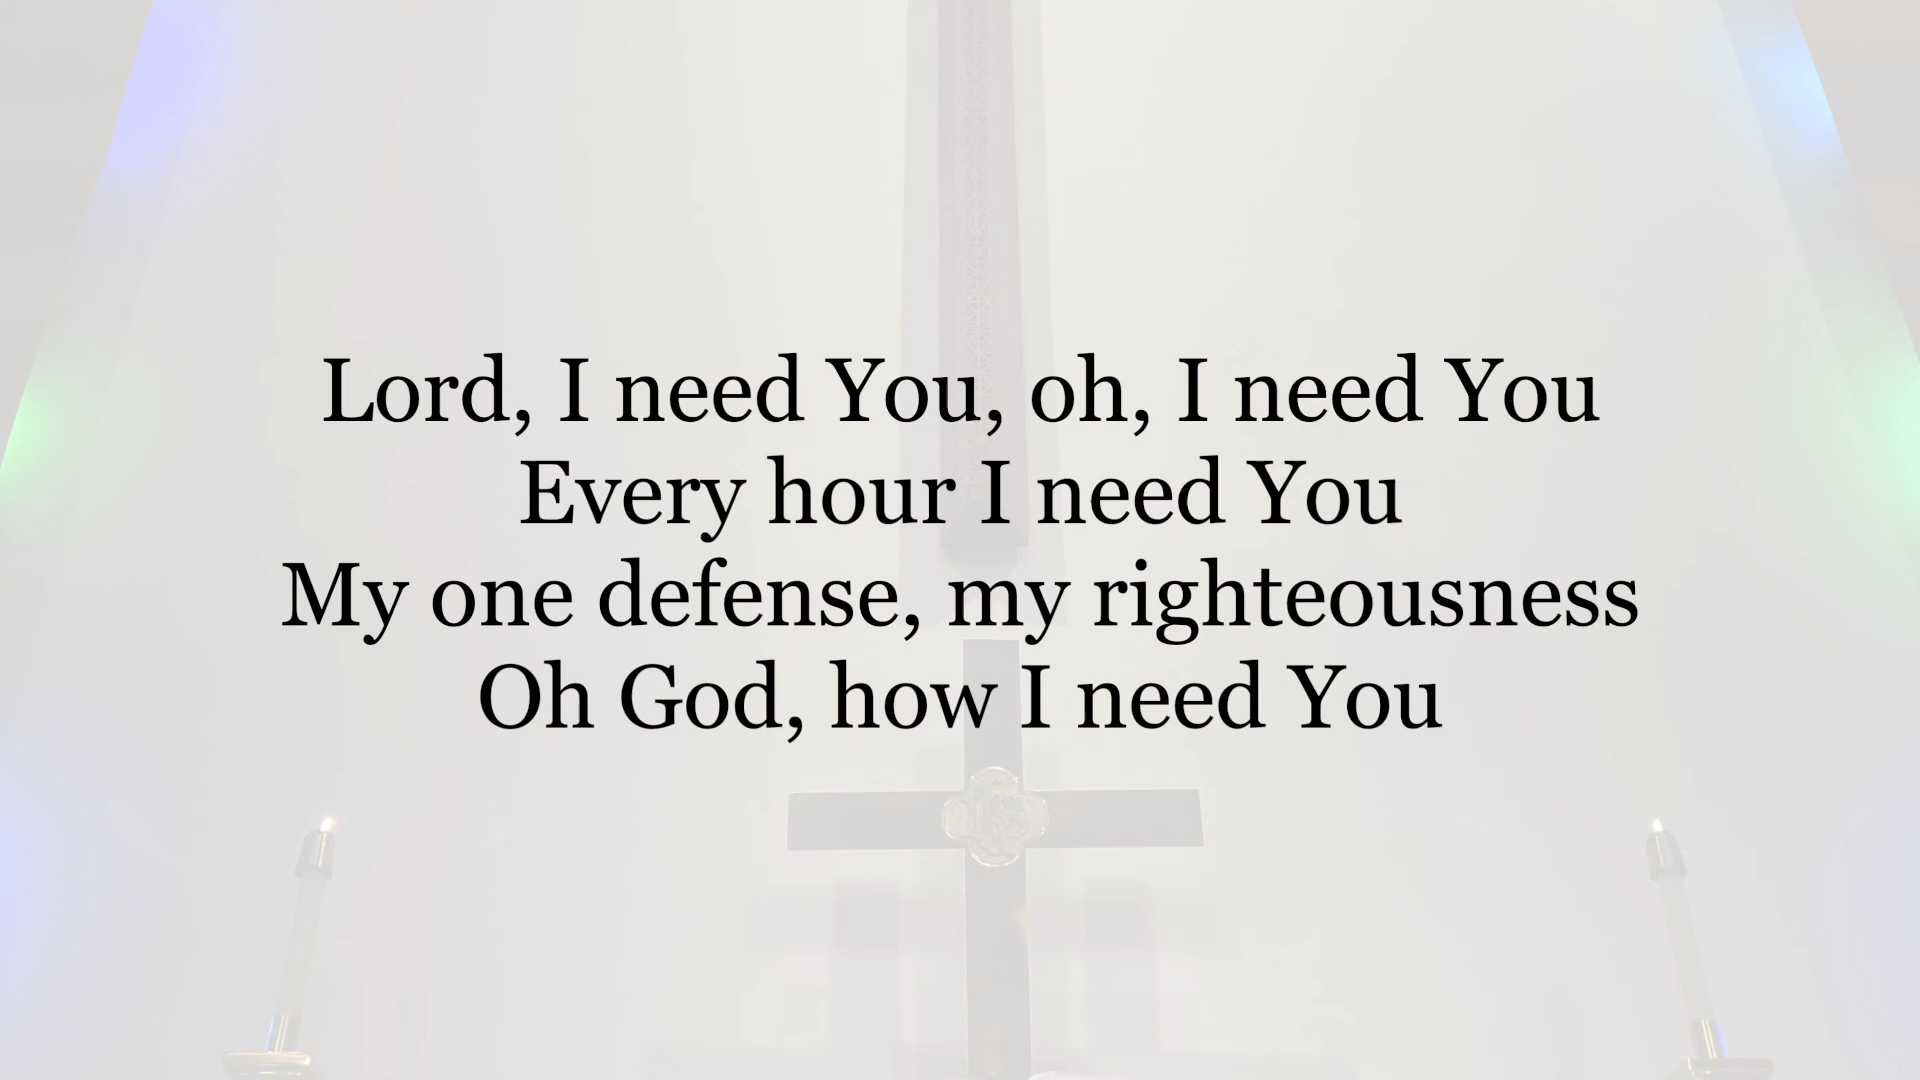 Lord, I need You, oh, I need You
Every hour I need You
My one defense, my righteousness
Oh God, how I need You